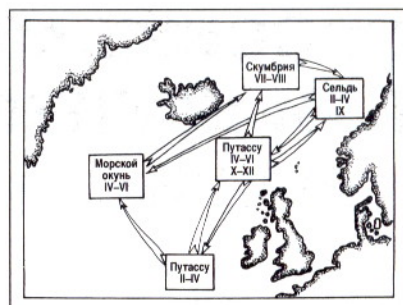 Скумбрия
VII–VIII
Сельдь
II–IV
IX
Морской
окунь
IV–VI
Путассу
IV–VI
X–XII
Путассу
II–IV